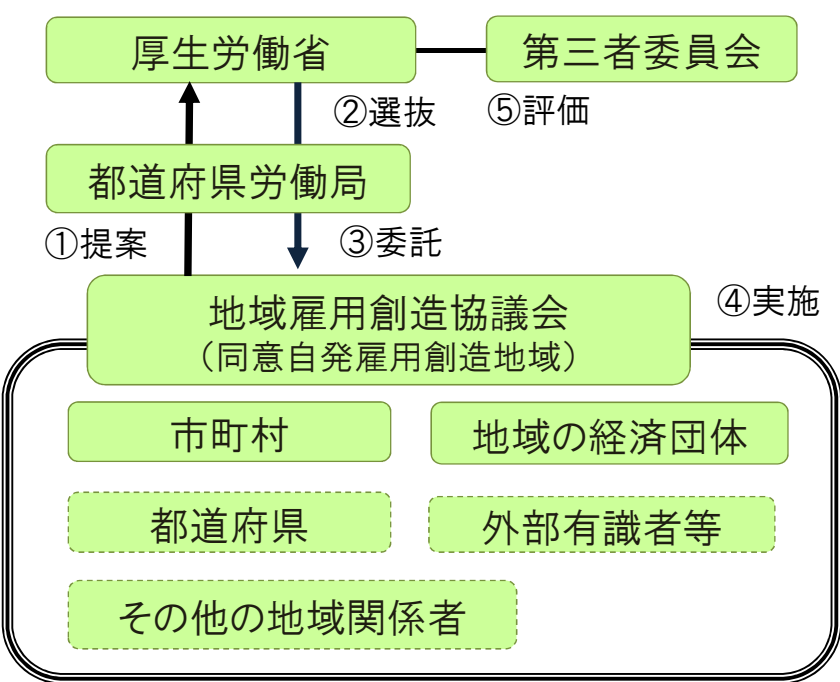 厚生労働省
第三者委員会
②選抜
⑤評価
都道府県労働局
①提案
③委託
地域雇用創造協議会
（同意自発雇用創造地域）
④実施
市町村
地域の経済団体
都道府県
外部有識者等
その他の地域関係者